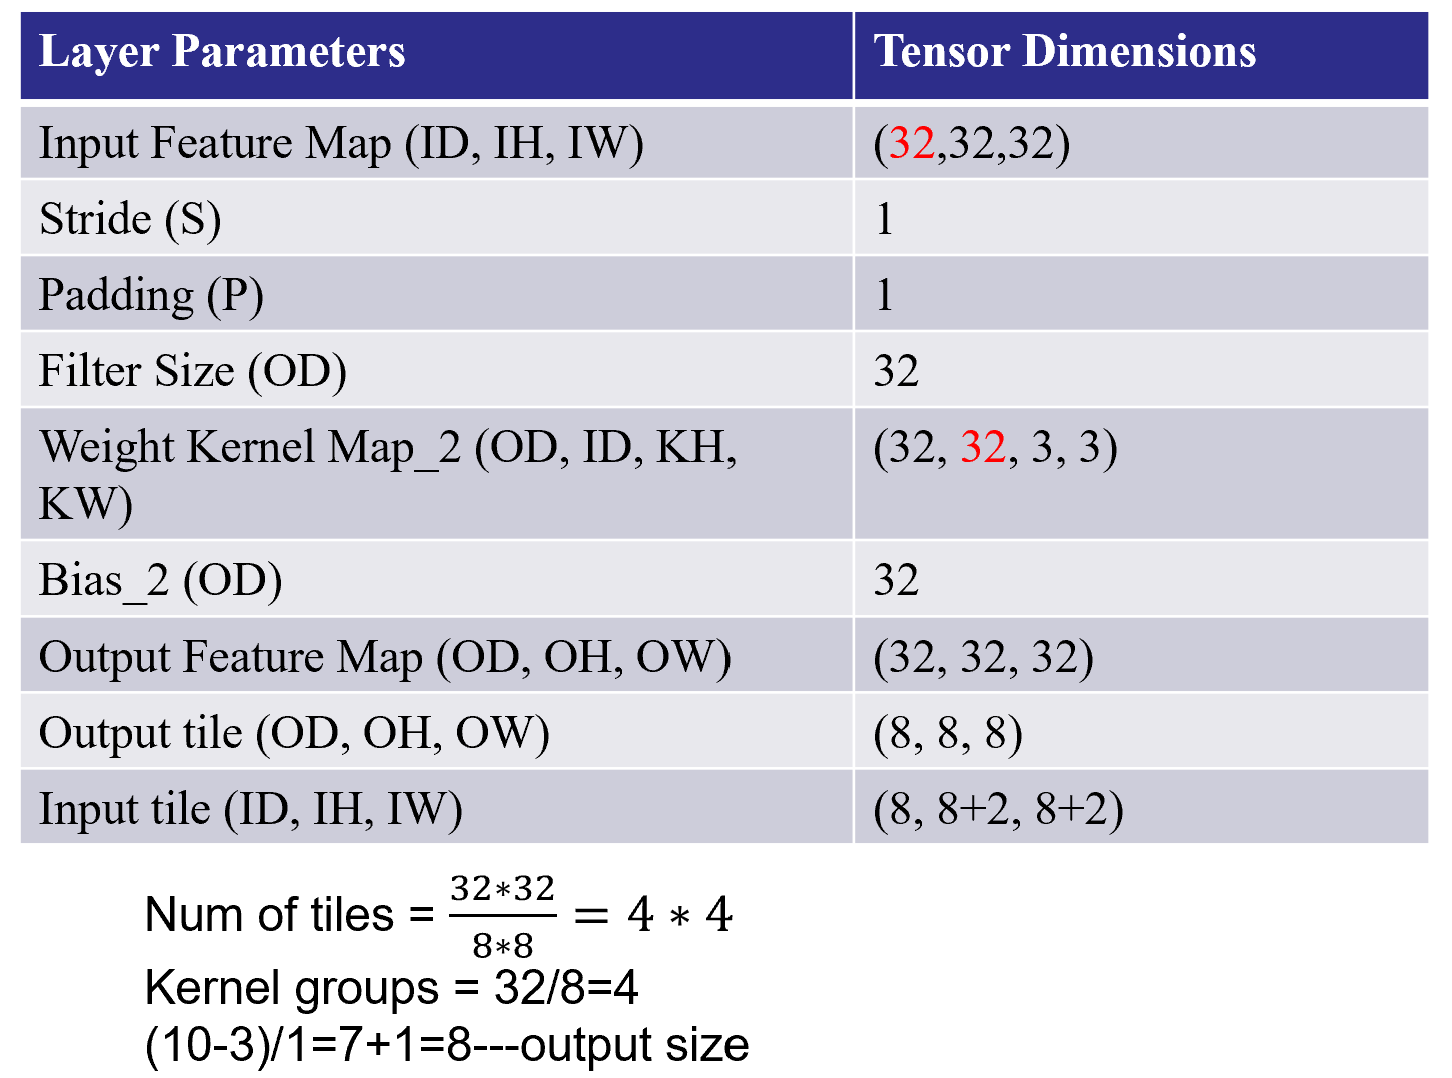 Layer Parameters Tensor Dimensions
Input Feature Map (ID, IH, IW) (32,32,32)
Stride (S) 1
Padding (P) 1
Filter Size (OD) 32
Weight Kernel Map_2 (OD, ID, KH, (32, 32, 3, 3)
KW)
Bias_2 (OD) 32
Output Feature Map (OD, OH, OW) (32, 32, 32)
Output tile (OD, OH, OW) (8, 8, 8)
Input tile (ID, IH, IW) (8, 8+2, 8+2)
Num of tiles = \frac{32*32}{8*8} = 4 * 4
Kernel groups = 32/8=4
(10-3)/1=7+1=8---output size